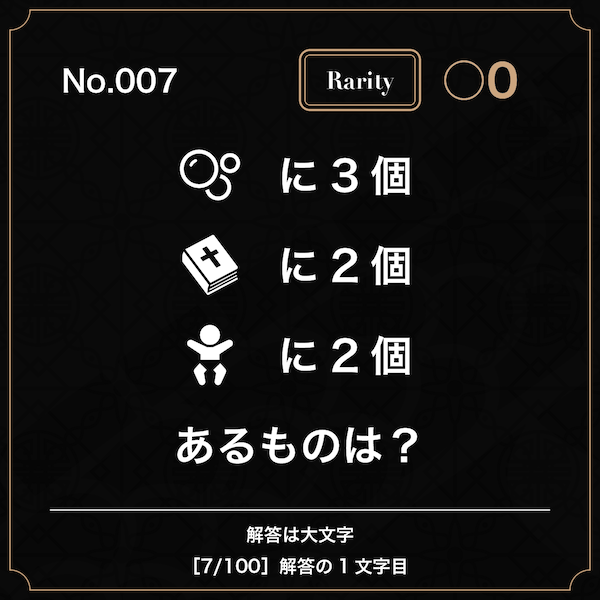 No.007
Rarity
○0
に 3 個
に 2 個
に 2 個
あるものは？
解答は大文字
［7/100］解答の 1 文字目